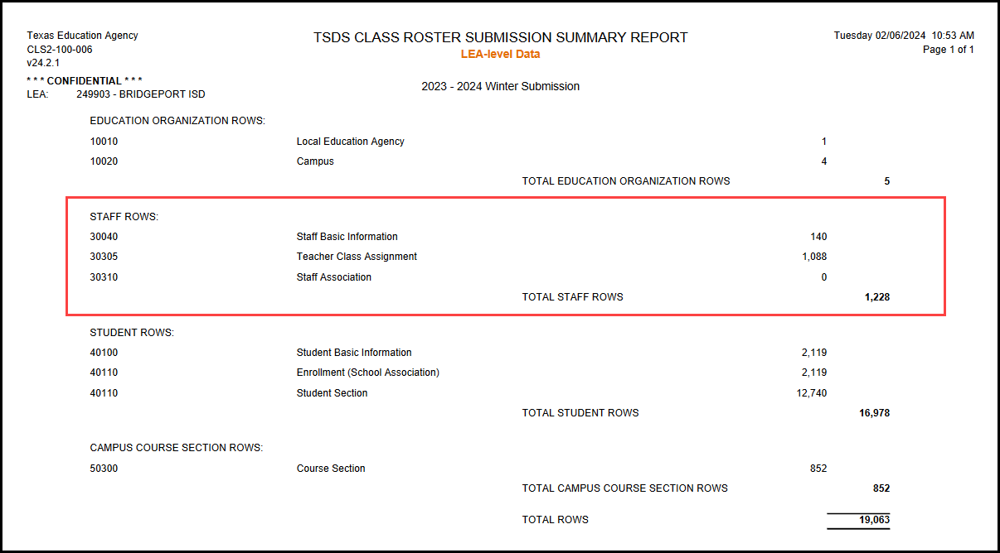 Texas Education Agency
TSDS CLASS ROSTER SUBMISSION SUMMARY REPORT
Tuesday 02/06/2024 10:53 AM
CLS2-100-006
LEA-level Data
Page 1 of 1
v24.2.1
* * * CONFIDENTIAL * * *
2023 - 2024 Winter Submission
LEA: 249903 - BRIDGEPORT ISD
EDUCATION ORGANIZATION ROWS:
10010 Local Education Agency 1
10020 Campus 4
TOTAL EDUCATION ORGANIZATION ROWS 5
STAFF ROWS:
30040 Staff Basic Information 140
30305 Teacher Class Assignment 1,088
30310 Staff Association 0
TOTAL STAFF ROWS 1,228
STUDENT ROWS:
40100 Student Basic Information 2,119
40110 Enrollment (School Association) 2,119
40110 Student Section 12,740
TOTAL STUDENT ROWS 16,978
CAMPUS COURSE SECTION ROWS:
50300 Course Section 852
TOTAL CAMPUS COURSE SECTION ROWS 852
TOTAL ROWS 19,063